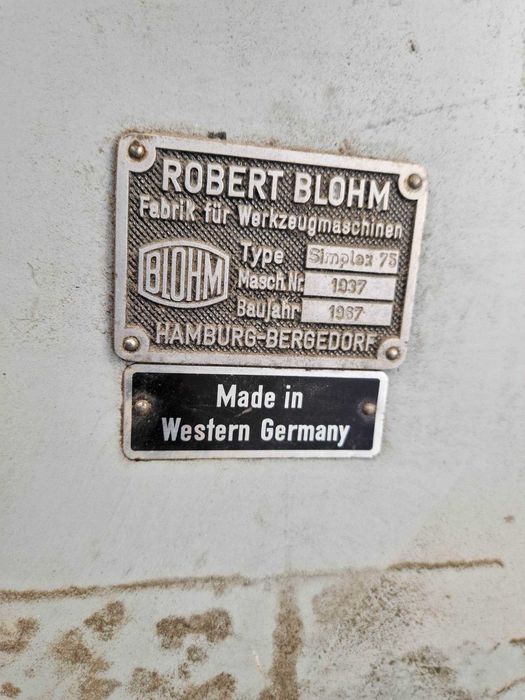 ROBERT BLOHM
Fabrik für Werkzeugmaschinen
BLOHM
Type Simplex 75
Masch.Nr. 1937
Baujahr 1967
HAMBURG-BERGEDORF
Made in
Western Germany